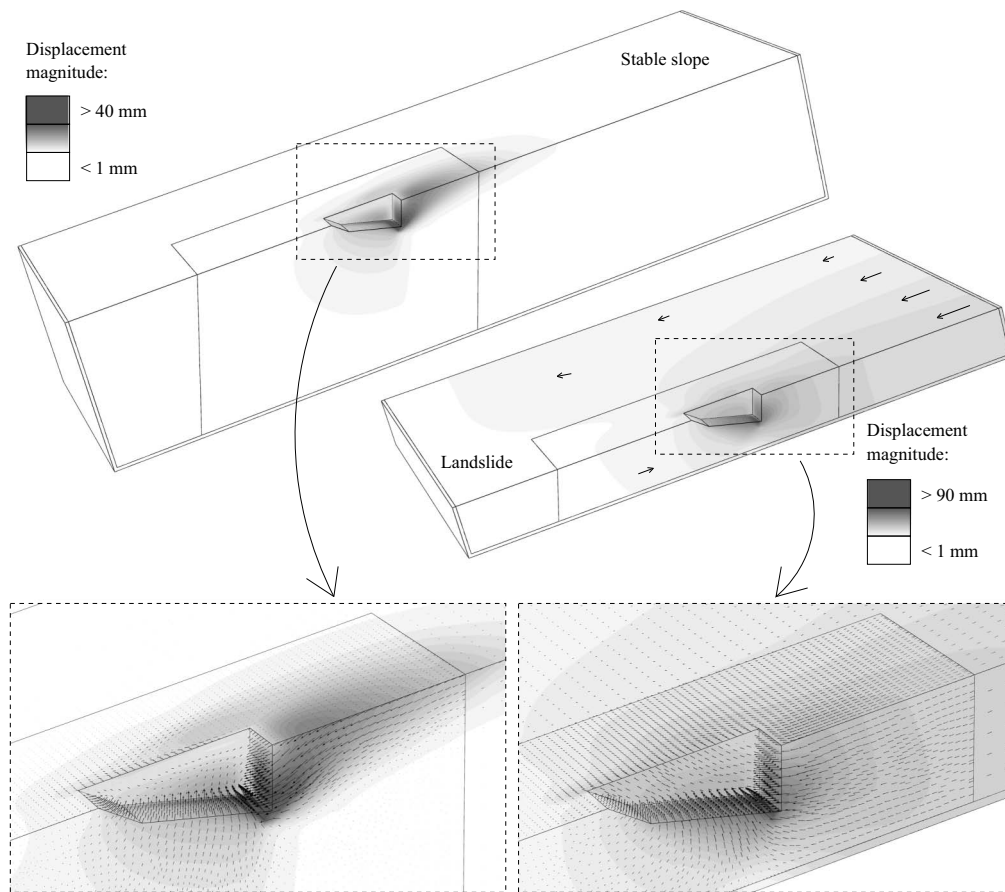 Displacement
magnitude:
> 40 mm
< 1 mm
Stable slope
Landslide
Displacement
magnitude:
> 90 mm
< 1 mm